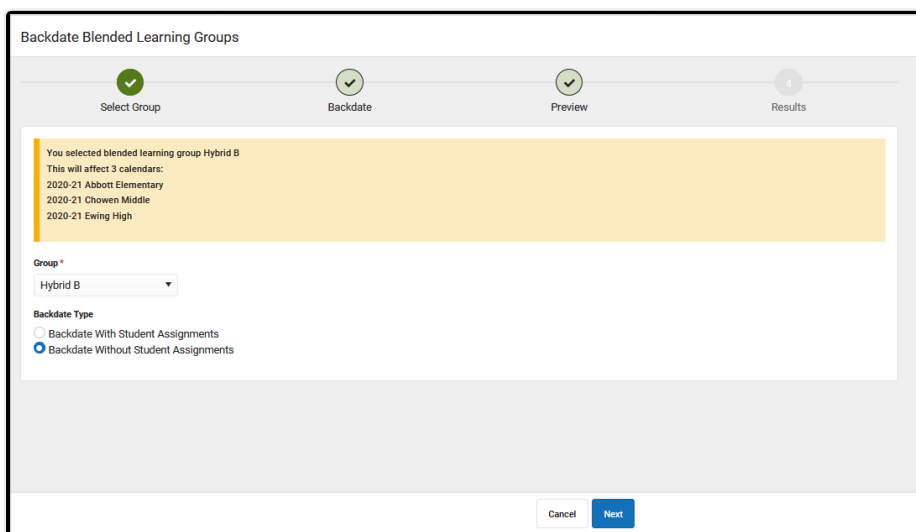 Backdate Blended Learning Groups
Select Group
Backdate
Preview
4
Results
You selected blended learning group Hybrid B
This will affect 3 calendars:
2020-21 Abbott Elementary
2020-21 Chowen Middle
2020-21 Ewing High
Group *
Hybrid B
Backdate Type
Backdate With Student Assignments
Backdate Without Student Assignments
Cancel Next